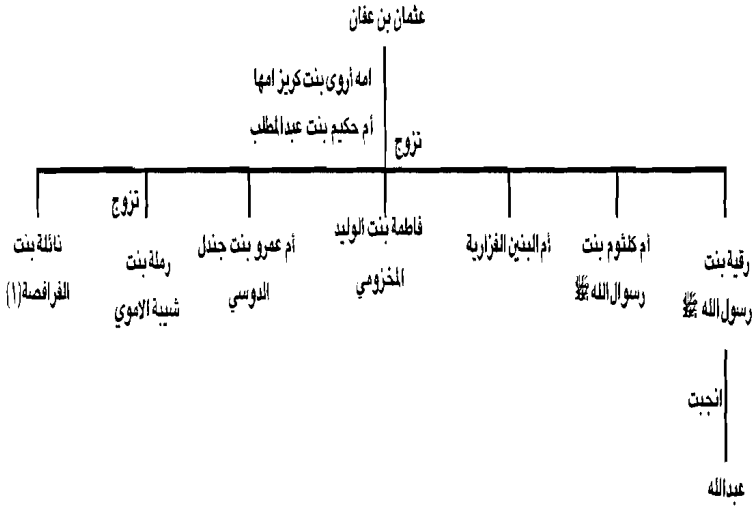 عثمان بن عفان
امه أروى بنت كريز امها
أم حكيم بنت عبدالمطلب
تزوج
تزوج
رقية بنت
رسول الله ﷺ
أم كلثوم بنت
رسوال الله ﷺ
أم البنين الفزارية
فاطمة بنت الوليد
المخزومي
أم عمرو بنت جندل
الدوسي
رملة بنت
شيبة الاموي
نائلة بنت
الفرافصة (١)
انجبت
عبدالله